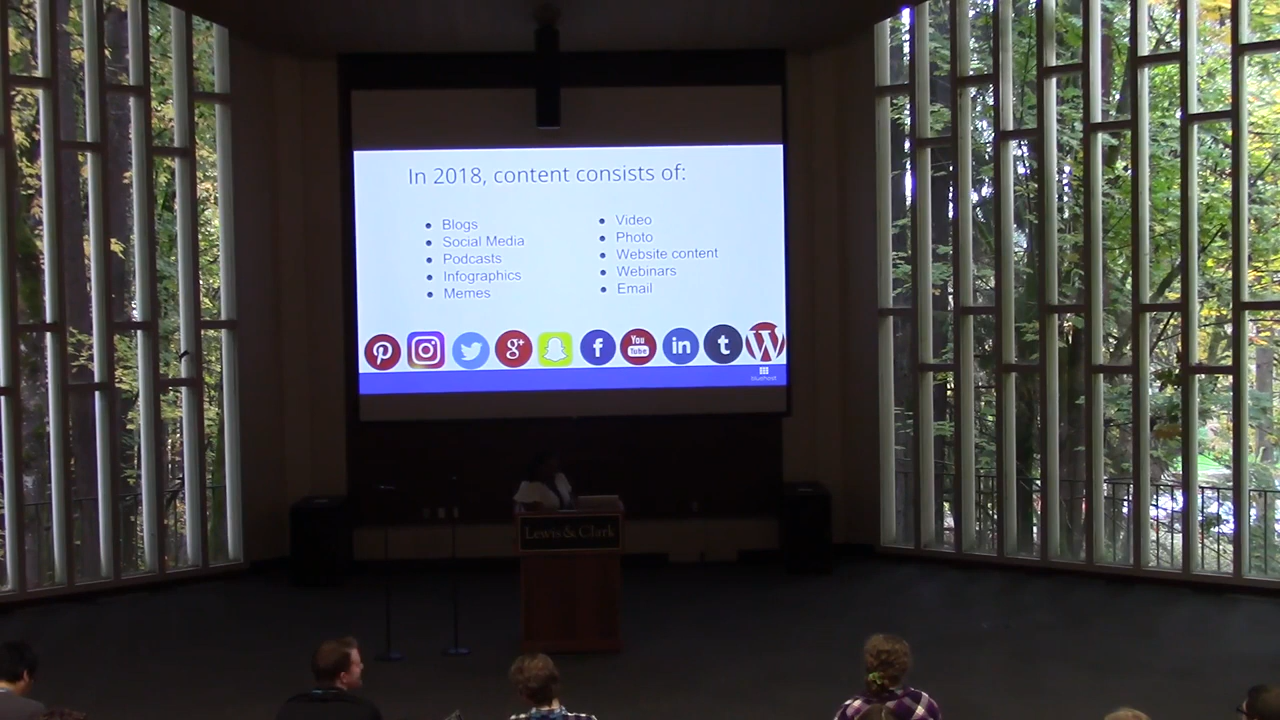 In 2018, content consists of:
Blogs
Social Media
Podcasts
Infographics
Memes
Video
Photo
Website content
Webinars
Email
g+
f
You
Tube
in
t
bluehost
Lewis & Clark